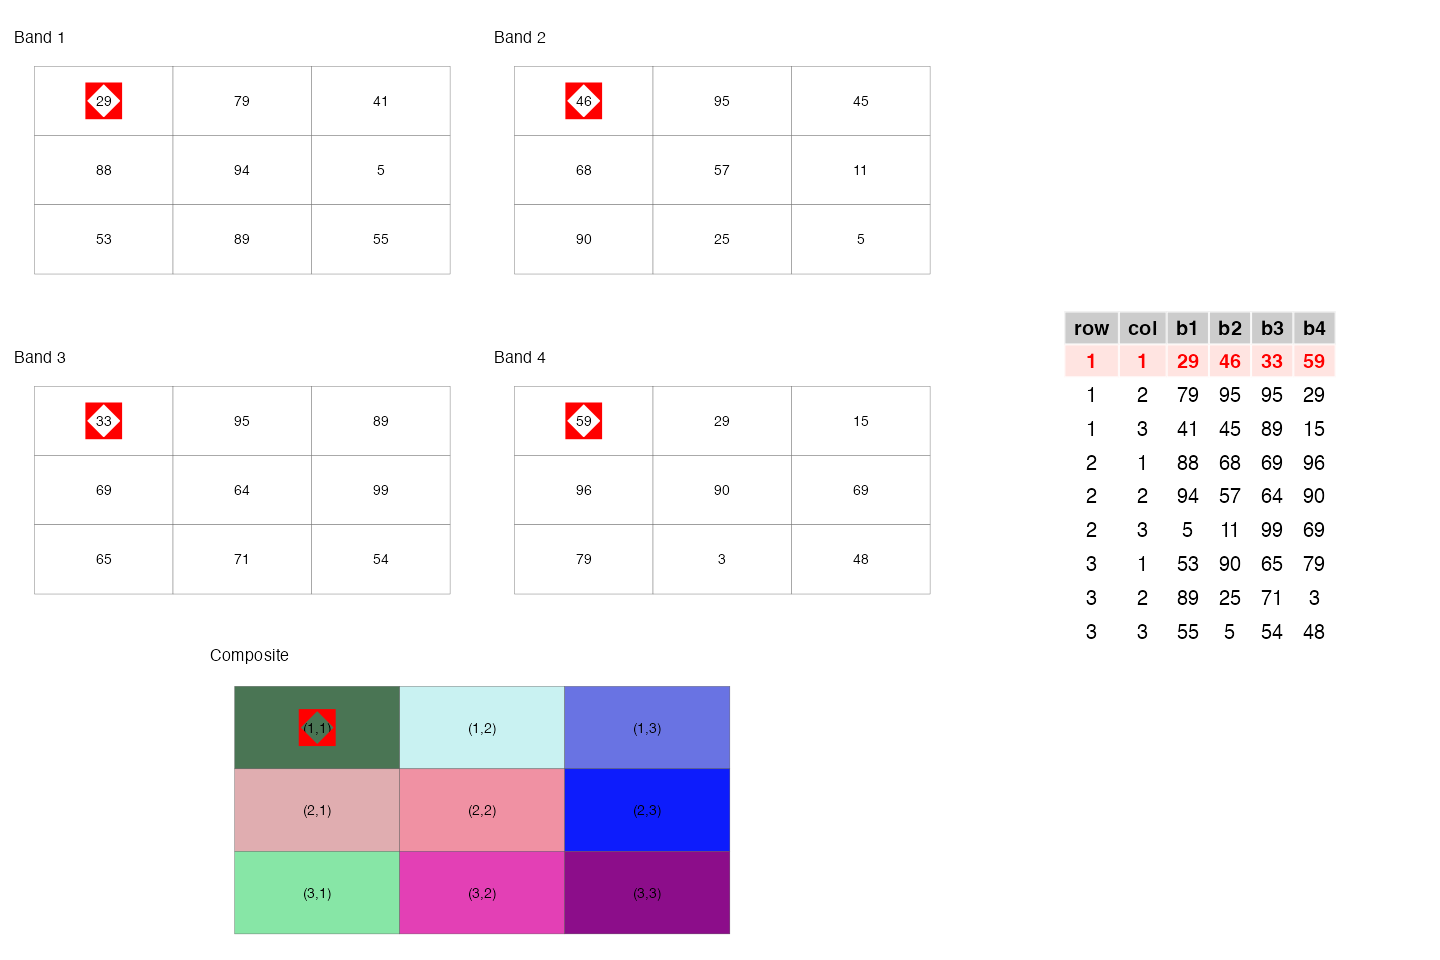 Band 1
29 79 41
88 94 5
53 89 55
Band 2
46 95 45
68 57 11
90 25 5
Band 3
33 95 89
69 64 99
65 71 54
Band 4
59 29 15
96 90 69
79 3 48
Composite
(1,1) (1,2) (1,3)
(2,1) (2,2) (2,3)
(3,1) (3,2) (3,3)
row col b1 b2 b3 b4
1 1 29 46 33 59
1 2 79 95 95 29
1 3 41 45 89 15
2 1 88 68 69 96
2 2 94 57 64 90
2 3 5 11 99 69
3 1 53 90 65 79
3 2 89 25 71 3
3 3 55 5 54 48